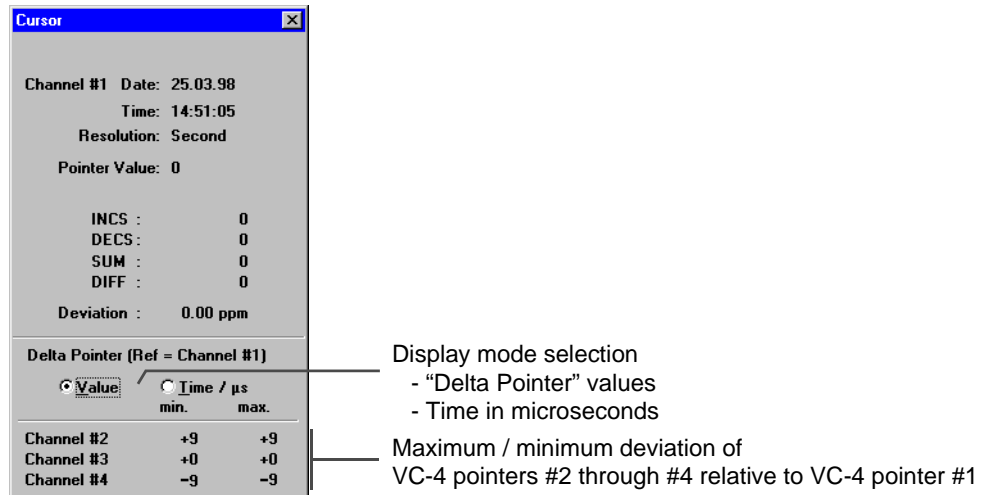 Cursor
Channel #1 Date: 25.03.98
Time: 14:51:05
Resolution: Second
Pointer Value: 0
INCS : 0
DECS: 0
SUM : 0
DIFF : 0
Deviation : 0.00 ppm
Delta Pointer (Ref = Channel #1)
Value Time / µs
min. max.
Channel #2 +9 +9
Channel #3 +0 +0
Channel #4 -9 -9
Display mode selection
- “Delta Pointer” values
- Time in microseconds
Maximum / minimum deviation of
VC-4 pointers #2 through #4 relative to VC-4 pointer #1